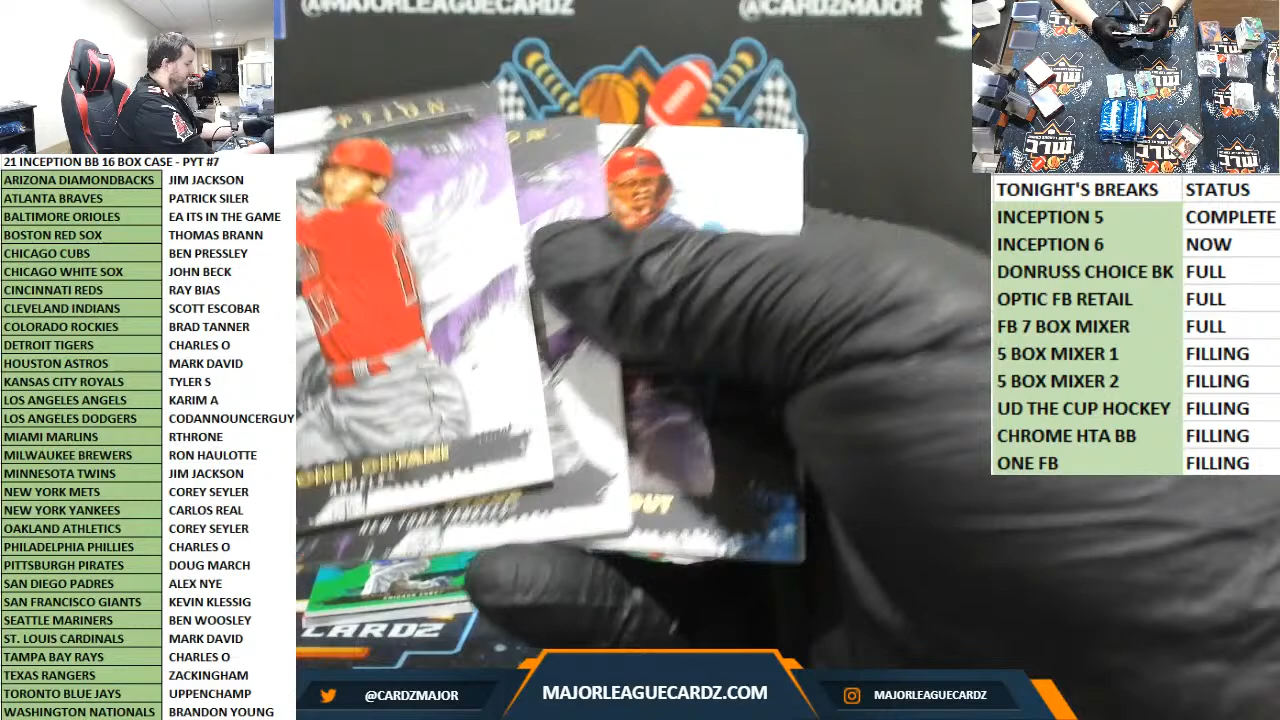 @MAJORLEAGUECARDZ
@CARDZMAJOR
21 INCEPTION BB 16 BOX CASE - PYT #7
ARIZONA DIAMONDBACKS JIM JACKSON
ATLANTA BRAVES PATRICK SILER
BALTIMORE ORIOLES EA ITS IN THE GAME
BOSTON RED SOX THOMAS BRANN
CHICAGO CUBS BEN PRESSLEY
CHICAGO WHITE SOX JOHN BECK
CINCINNATI REDS RAY BIAS
CLEVELAND INDIANS SCOTT ESCOBAR
COLORADO ROCKIES BRAD TANNER
DETROIT TIGERS CHARLES O
HOUSTON ASTROS MARK DAVID
KANSAS CITY ROYALS TYLER S
LOS ANGELES ANGELS KARIM A
LOS ANGELES DODGERS CODANNOUNCERGUY
MIAMI MARLINS RTHRONE
MILWAUKEE BREWERS RON HAULOTTE
MINNESOTA TWINS JIM JACKSON
NEW YORK METS COREY SEYLER
NEW YORK YANKEES CARLOS REAL
OAKLAND ATHLETICS COREY SEYLER
PHILADELPHIA PHILLIES CHARLES O
PITTSBURGH PIRATES DOUG MARCH
SAN DIEGO PADRES ALEX NYE
SAN FRANCISCO GIANTS KEVIN KLESSIG
SEATTLE MARINERS BEN WOOSLEY
ST. LOUIS CARDINALS MARK DAVID
TAMPA BAY RAYS CHARLES O
TEXAS RANGERS ZACKINGHAM
TORONTO BLUE JAYS UPPENCHAMP
WASHINGTON NATIONALS BRANDON YOUNG
PTION
OHTANI
NEW YORK YANKEES
OUT
CARDZ
TONIGHT'S BREAKS STATUS
INCEPTION 5 COMPLETE
INCEPTION 6 NOW
DONRUSS CHOICE BK FULL
OPTIC FB RETAIL FULL
FB 7 BOX MIXER FULL
5 BOX MIXER 1 FILLING
5 BOX MIXER 2 FILLING
UD THE CUP HOCKEY FILLING
CHROME HTA BB FILLING
ONE FB FILLING
@CARDZMAJOR
MAJORLEAGUECARDZ.COM
MAJORLEAGUECARDZ